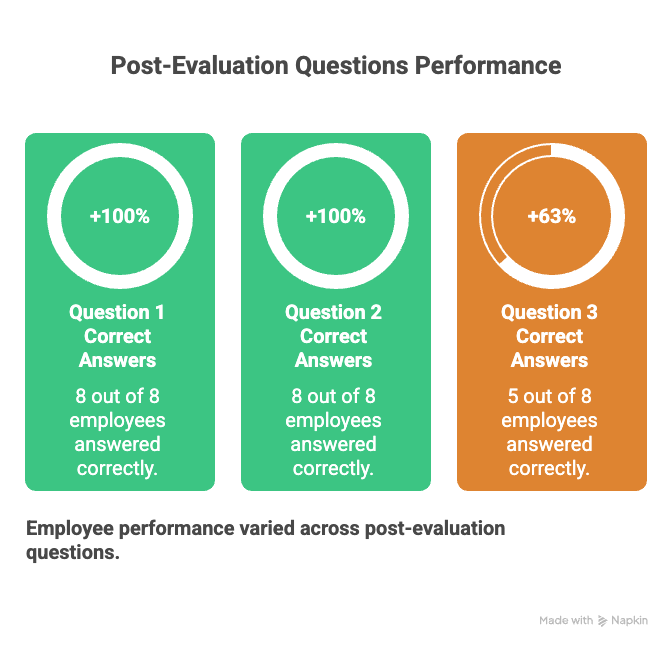 Post-Evaluation Questions Performance
+100%
Question 1
Correct
Answers
8 out of 8
employees
answered
correctly.
+100%
Question 2
Correct
Answers
8 out of 8
employees
answered
correctly.
+63%
Question 3
Correct
Answers
5 out of 8
employees
answered
correctly.
Employee performance varied across post-evaluation
questions.
Made with Napkin